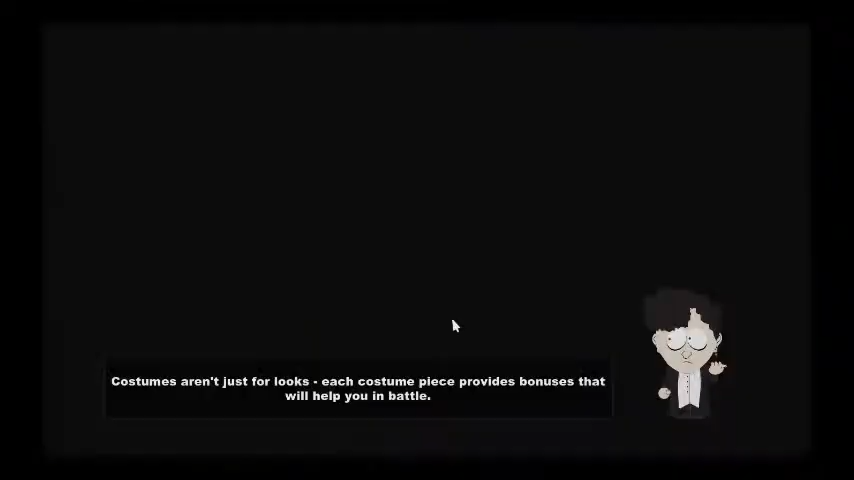 Costumes aren't just for looks - each costume piece provides bonuses that
will help you in battle.